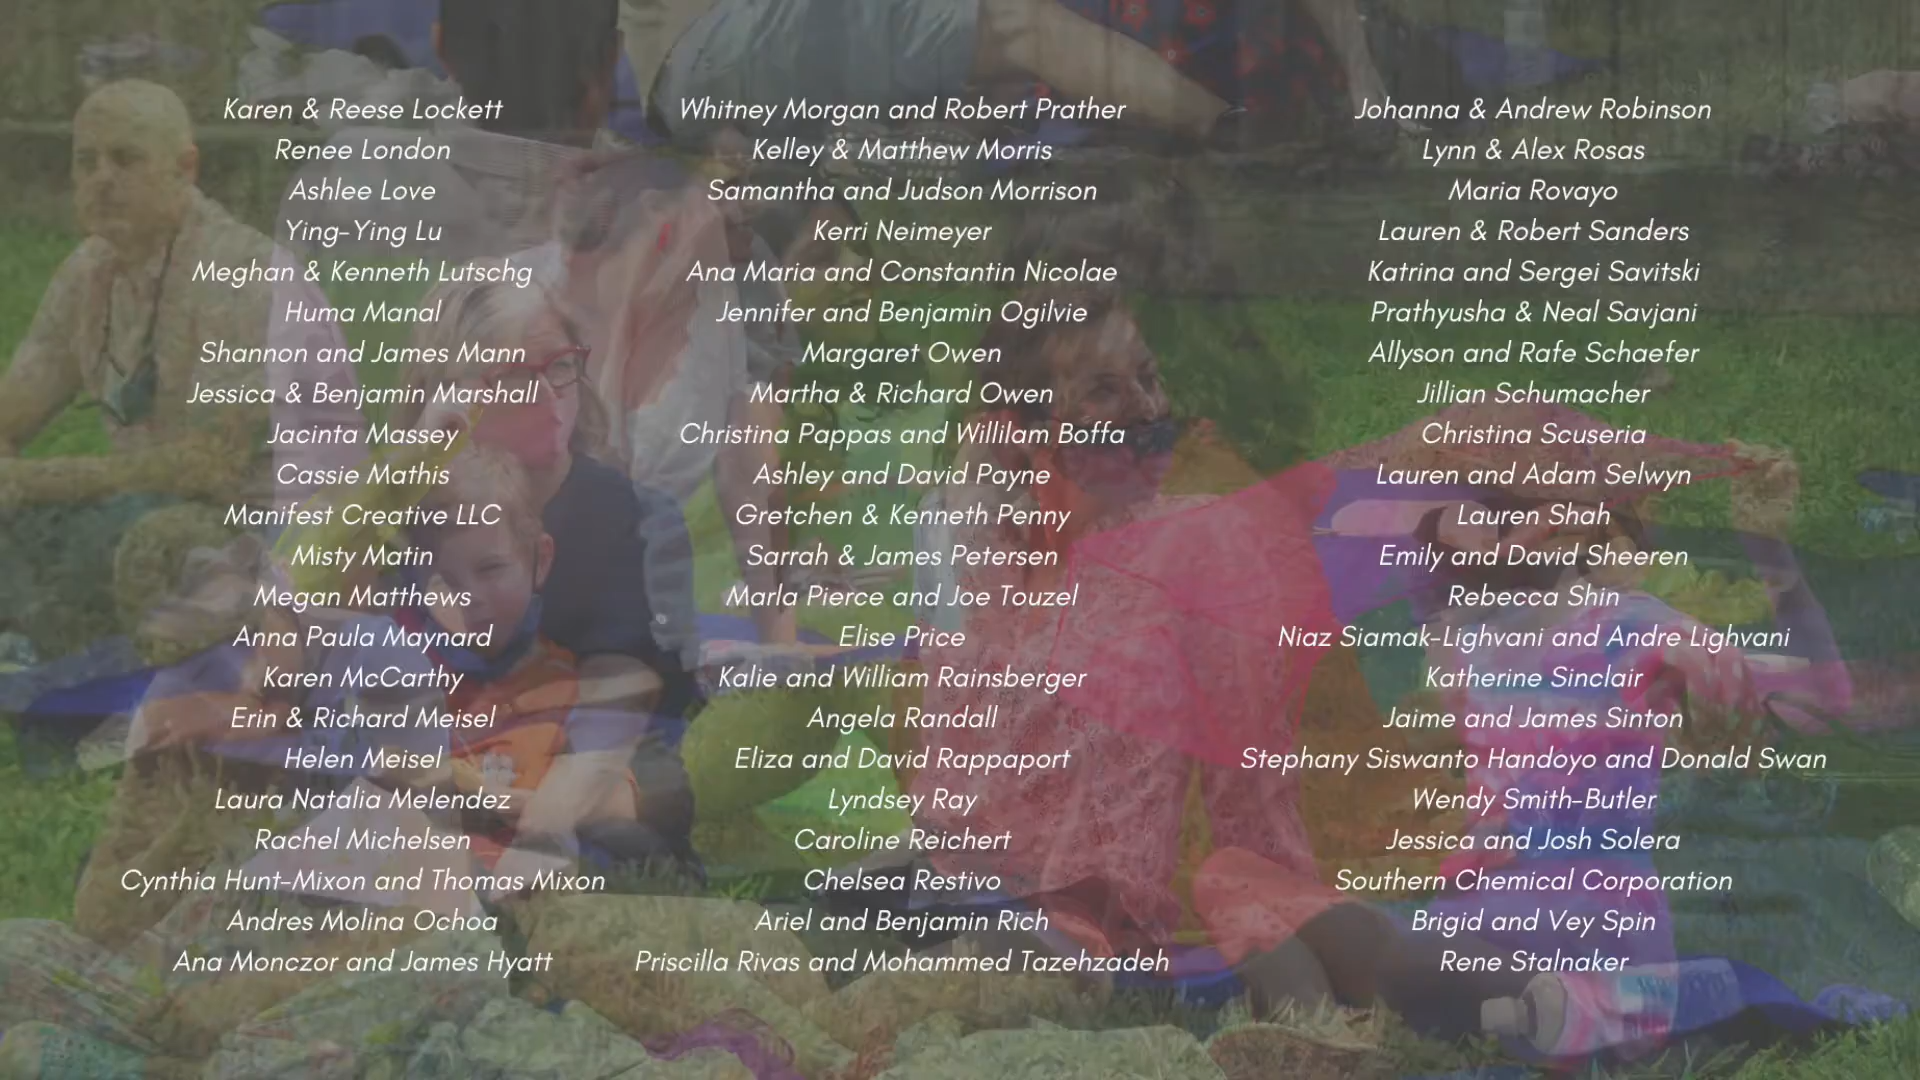 Karen & Reese Lockett
Renee London
Ashlee Love
Ying-Ying Lu
Meghan & Kenneth Lutschg
Huma Manal
Shannon and James Mann
Jessica & Benjamin Marshall
Jacinta Massey
Cassie Mathis
Manifest Creative LLC
Misty Matin
Megan Matthews
Anna Paula Maynard
Karen McCarthy
Erin & Richard Meisel
Helen Meisel
Laura Natalia Melendez
Rachel Michelsen
Cynthia Hunt-Mixon and Thomas Mixon
Andres Molina Ochoa
Ana Monczor and James Hyatt
Whitney Morgan and Robert Prather
Kelley & Matthew Morris
Samantha and Judson Morrison
Kerri Neimeyer
Ana Maria and Constantin Nicolae
Jennifer and Benjamin Ogilvie
Margaret Owen
Martha & Richard Owen
Christina Pappas and Willilam Boffa
Ashley and David Payne
Gretchen & Kenneth Penny
Sarrah & James Petersen
Marla Pierce and Joe Touzel
Elise Price
Kalie and William Rainsberger
Angela Randall
Eliza and David Rappaport
Lyndsey Ray
Caroline Reichert
Chelsea Restivo
Ariel and Benjamin Rich
Priscilla Rivas and Mohammed Tazehzadeh
Johanna & Andrew Robinson
Lynn & Alex Rosas
Maria Rovayo
Lauren & Robert Sanders
Katrina and Sergei Savitski
Prathyusha & Neal Savjani
Allyson and Rafe Schaefer
Jillian Schumacher
Christina Scuseria
Lauren and Adam Selwyn
Lauren Shah
Emily and David Sheeren
Rebecca Shin
Niaz Siamak-Lighvani and Andre Lighvani
Katherine Sinclair
Jaime and James Sinton
Stephany Siswanto Handoyo and Donald Swan
Wendy Smith-Butler
Jessica and Josh Solera
Southern Chemical Corporation
Brigid and Vey Spin
Rene Stalnaker